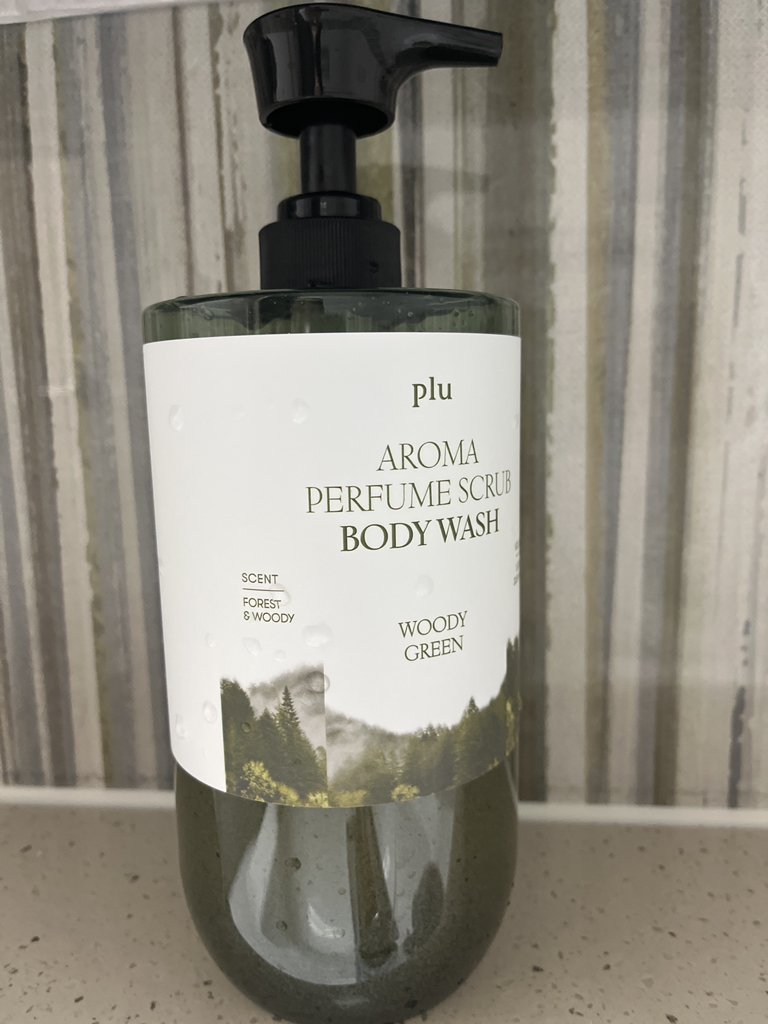 plu
AROMA
PERFUME SCRUB
BODY WASH
SCENT
FOREST
& WOODY
WOODY
GREEN